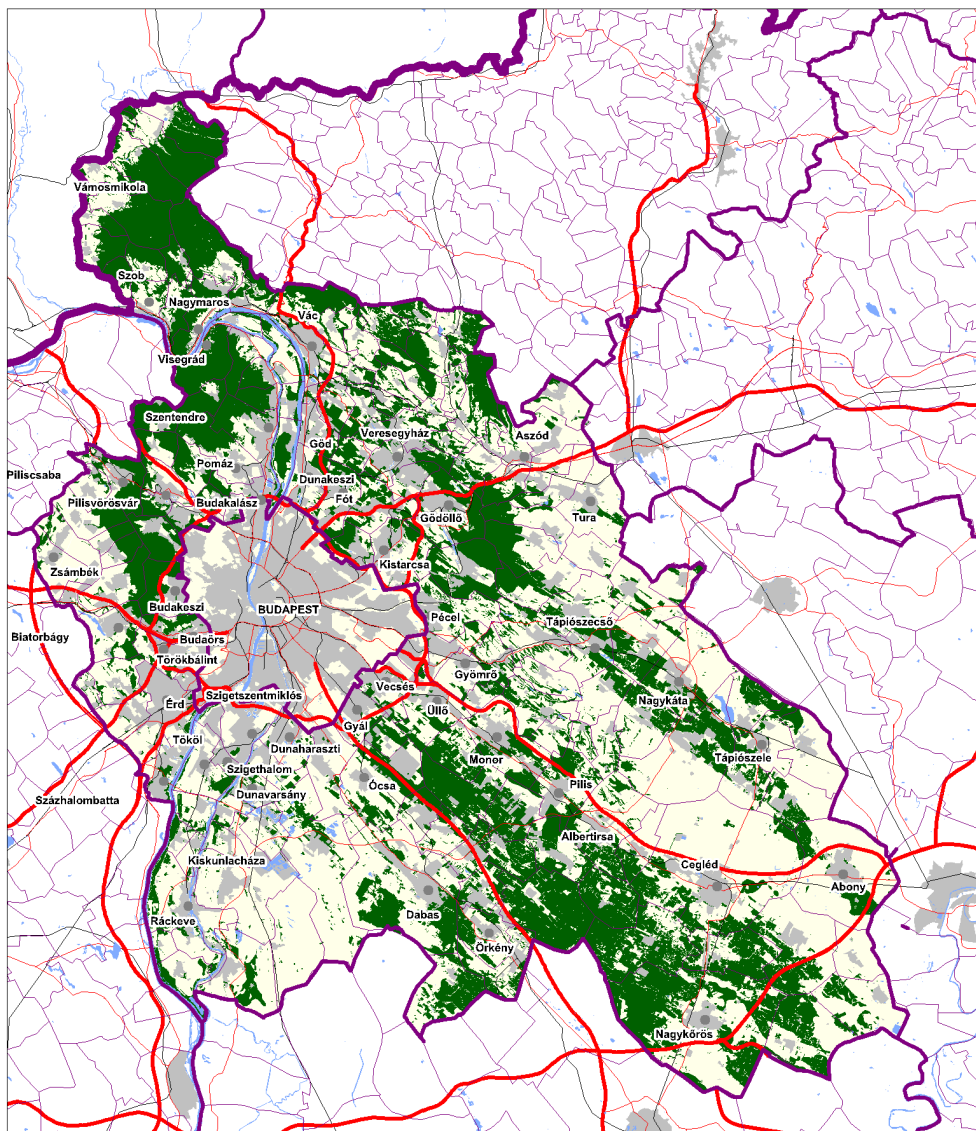 Vámosmikola
Szob
Nagymaros
Vác
Visegrád
Szentendre
Göd
Veresegyház
Aszód
Pomáz
Dunakeszi
Piliscsaba
Pilisvörösvár
Budakalász
Fót
Gödöllő
Tura
Kistarcsa
Zsámbék
Budakeszi
BUDAPEST
Pécel
Tápiószecső
Biatorbágy
Budaörs
Törökbálint
Gyömrő
Vecsés
Nagykáta
Érd
Szigetszentmiklós
Üllő
Gyál
Tököl
Dunaharaszti
Monor
Tápiószele
Szigethalom
Ócsa
Pilis
Dunavarsány
Százhalombatta
Albertirsa
Kiskunlacháza
Cegléd
Abony
Ráckeve
Dabas
Örkény
Nagykőrös